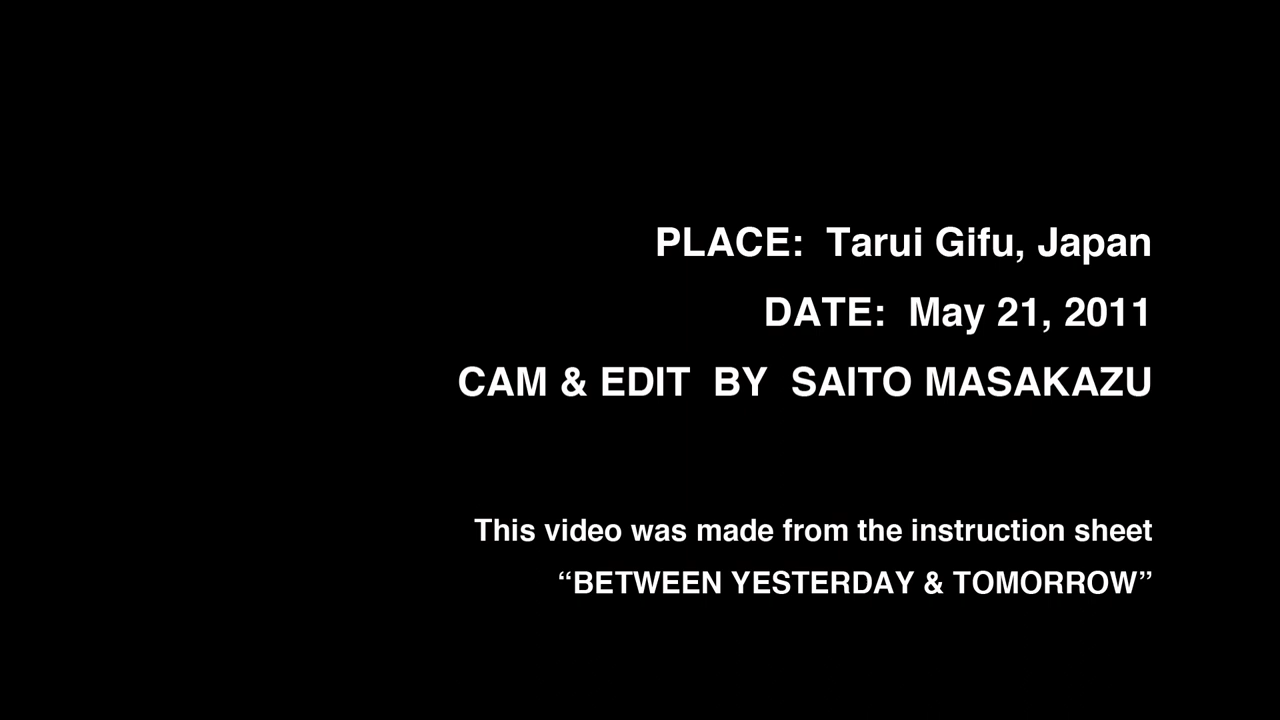 PLACE:  Tarui Gifu, Japan
DATE:  May 21, 2011
CAM & EDIT  BY  SAITO MASAKAZU
This video was made from the instruction sheet
“BETWEEN YESTERDAY & TOMORROW”